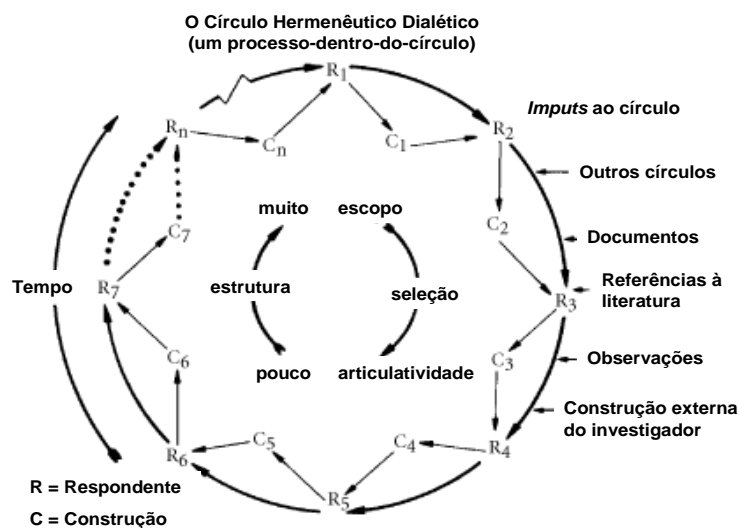 O Círculo Hermenêutico Dialético
(um processo-dentro-do-círculo)
R1
Imputs ao círculo
Rn
R2
Cn
C1
Outros círculos
muito
escopo
C2
C7
Documentos
Tempo
R7
estrutura
seleção
R3
Referências à
literatura
C6
C3
Observações
pouco
articulatividade
Construção externa
do investigador
C5
C4
R6
R4
R5
R = Respondente
C = Construção